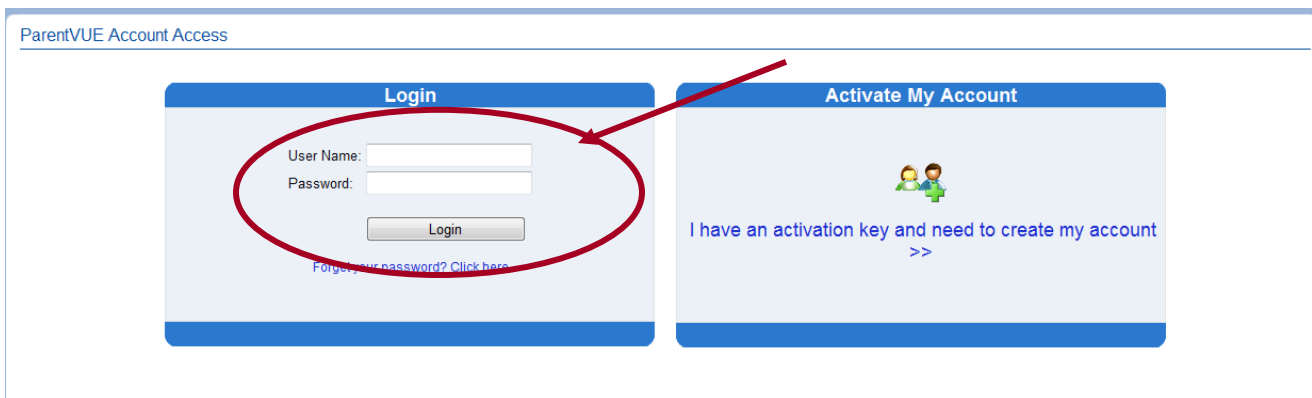 ParentVUE Account Access
Login
User Name:
Password:
Login
Forgot your password? Click here
Activate My Account
I have an activation key and need to create my account
>>